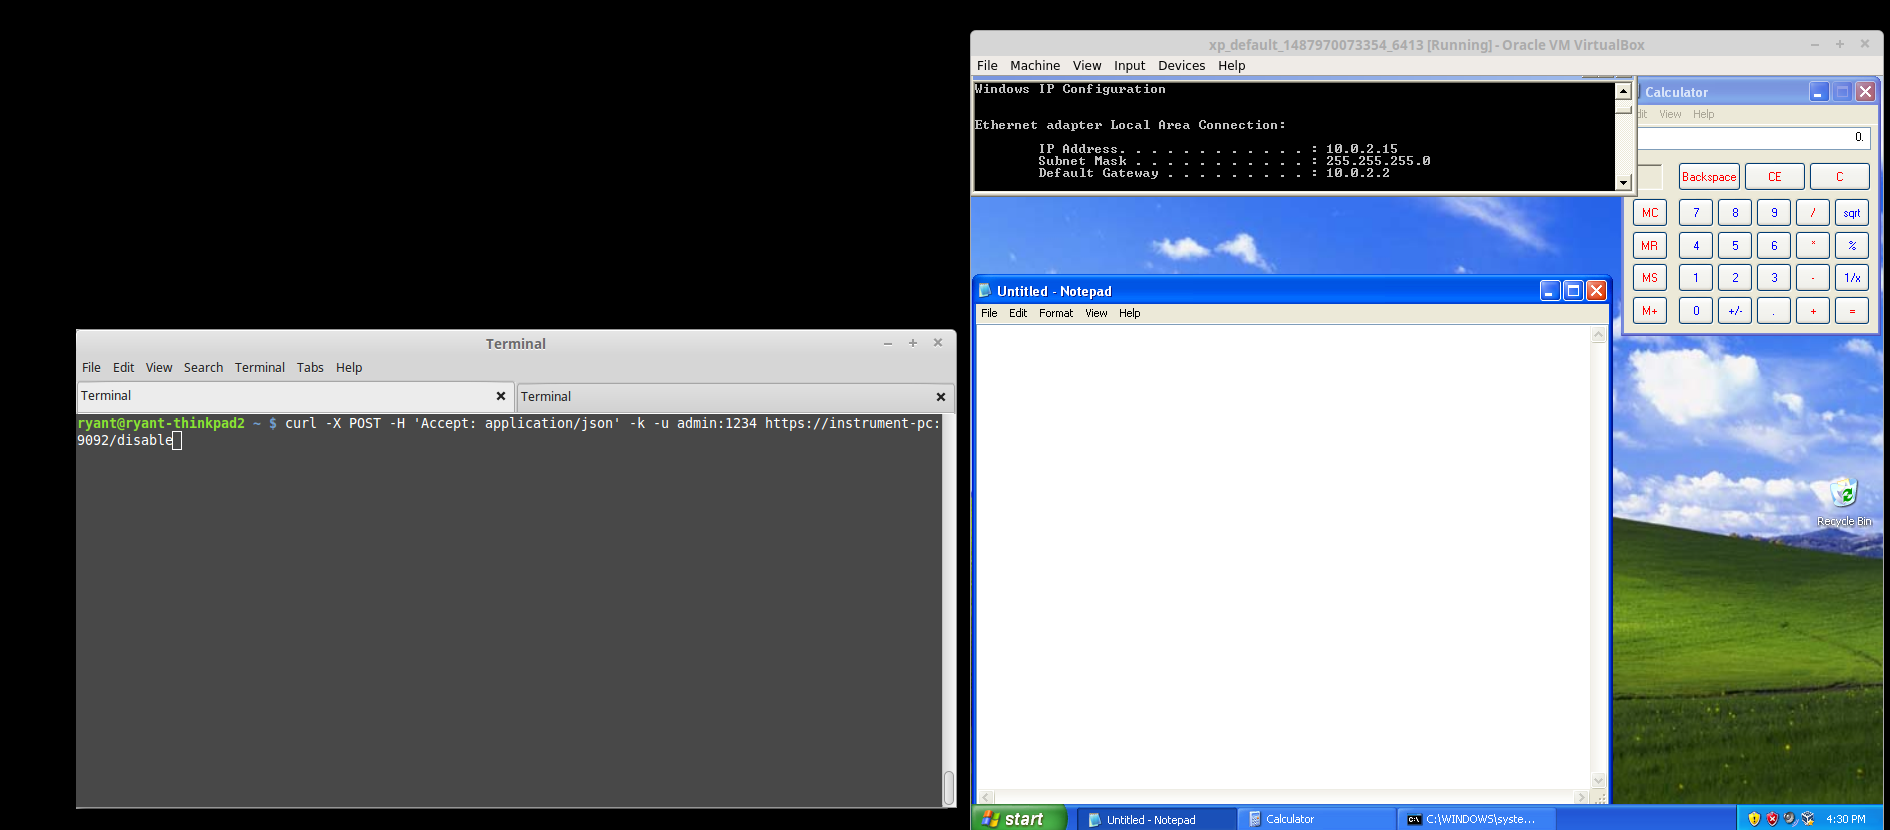 xp_default_1487970073354_6413 [Running] - Oracle VM VirtualBox
File Machine View Input Devices Help
Windows IP Configuration
Ethernet adapter Local Area Connection:
IP Address. . . . . . . . . . . . : 10.0.2.15
Subnet Mask . . . . . . . . . . . : 255.255.255.0
Default Gateway . . . . . . . . . : 10.0.2.2
Calculator
dit View Help
0.
Backspace CE C
MC 7 8 9 / sqrt
MR 4 5 6 * %
MS 1 2 3 - 1/x
M+ 0 +/- . + =
Untitled - Notepad
File Edit Format View Help
Recycle Bin
start
Untitled - Notepad
Calculator
C:\WINDOWS\syste...
4:30 PM
Terminal
File Edit View Search Terminal Tabs Help
Terminal
Terminal
ryant@ryant-thinkpad2 ~ $ curl -X POST -H 'Accept: application/json' -k -u admin:1234 https://instrument-pc:
9092/disable